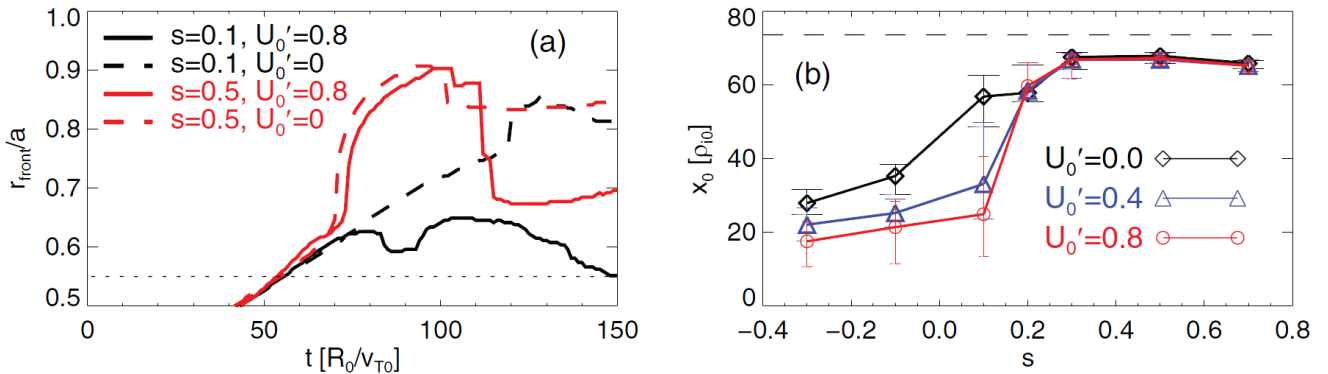 1.0
0.9
0.8
0.7
0.6
0.5
r_front/a
s=0.1, U₀′=0.8
s=0.1, U₀′=0
s=0.5, U₀′=0.8
s=0.5, U₀′=0
(a)
0
50
100
150
t [R₀/v_T0]
80
60
40
20
0
x₀ [ρ_i0]
(b)
U₀′=0.0
U₀′=0.4
U₀′=0.8
−0.4
−0.2
0.0
0.2
0.4
0.6
0.8
s